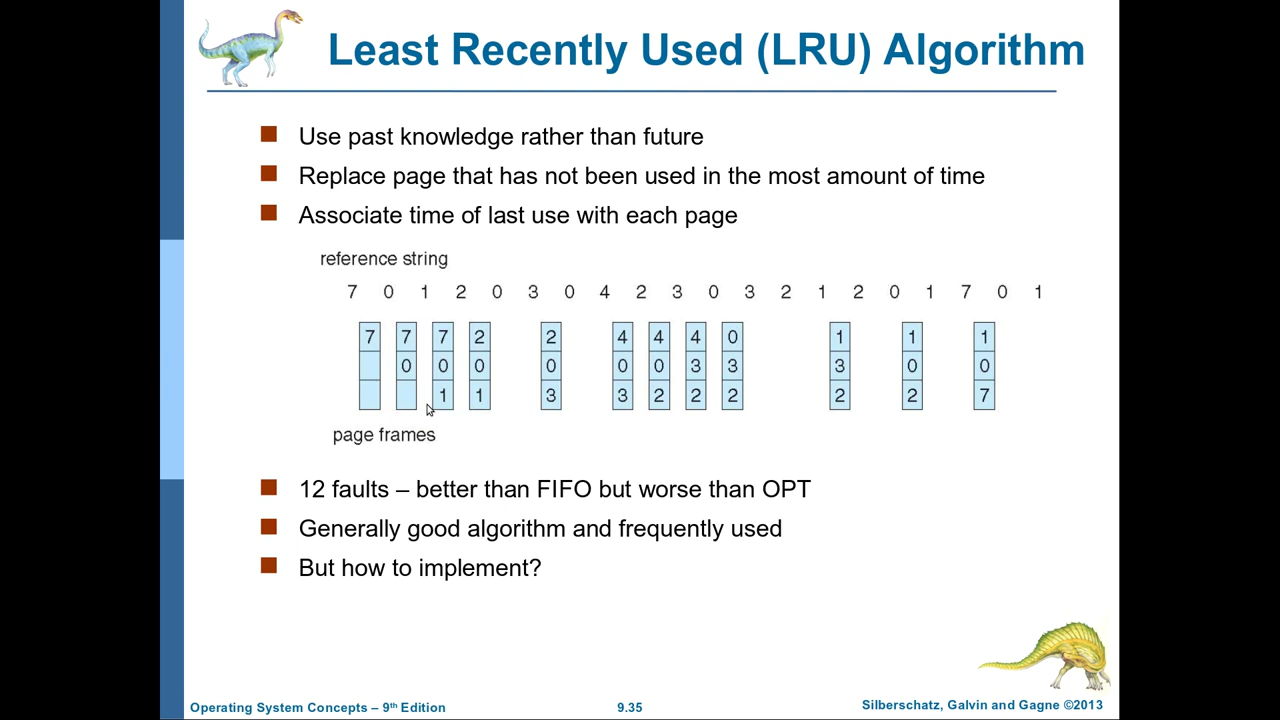 Least Recently Used (LRU) Algorithm
Use past knowledge rather than future
Replace page that has not been used in the most amount of time
Associate time of last use with each page
reference string
7 0 1 2 0 3 0 4 2 3 0 3 2 1 2 0 1 7 0 1
7 7 7 2 2 4 4 4 0 1 1 1
0 0 0 0 0 0 3 3 3 0 0
1 1 3 3 2 2 2 2 2 7
page frames
12 faults – better than FIFO but worse than OPT
Generally good algorithm and frequently used
But how to implement?
Operating System Concepts – 9th Edition 9.35 Silberschatz, Galvin and Gagne ©2013